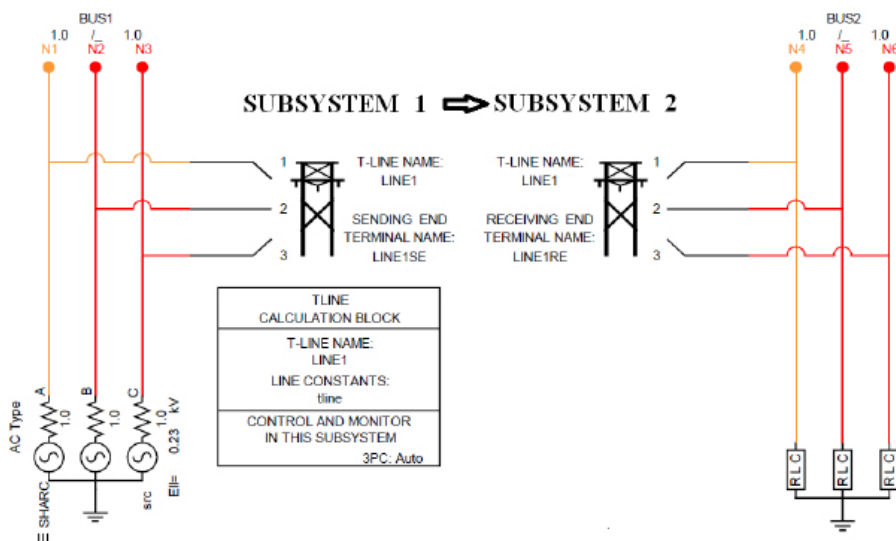 BUS1
1.0 /_ 1.0
N1 N2 N3
BUS2
1.0 /_ 1.0
N4 N5 N6
SUBSYSTEM 1 SUBSYSTEM 2
1
2
3
T-LINE NAME:
LINE1
SENDING END
TERMINAL NAME:
LINE1SE
T-LINE NAME:
LINE1
RECEIVING END
TERMINAL NAME:
LINE1RE
1
2
3
TLINE
CALCULATION BLOCK
T-LINE NAME:
LINE1
LINE CONSTANTS:
tline
CONTROL AND MONITOR
IN THIS SUBSYSTEM
3PC: Auto
AC Type
A
1.0
B
1.0
C
1.0
src
Ell= 0.23 kV
SHARC
RLC
RLC
RLC